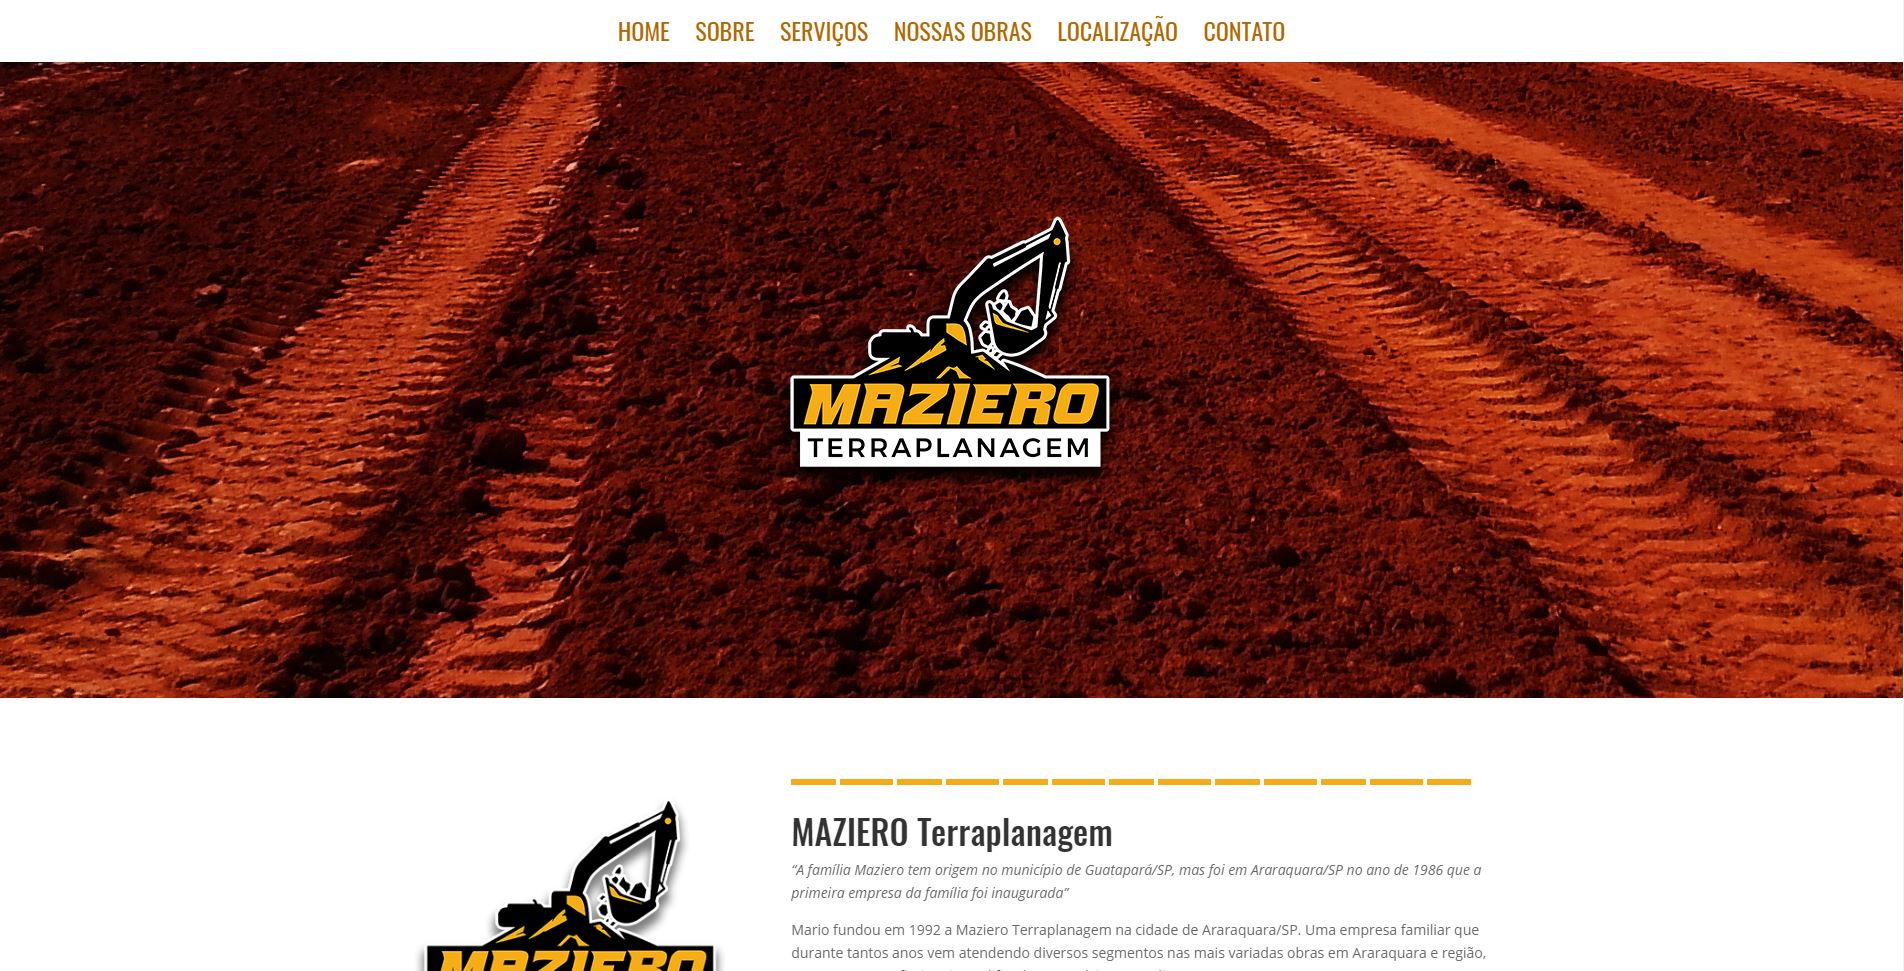 HOME SOBRE SERVIÇOS NOSSAS OBRAS LOCALIZAÇÃO CONTATO
MAZIERO
TERRAPLANAGEM
MAZIERO Terraplanagem
“A família Maziero tem origem no município de Guatapará/SP, mas foi em Araraquara/SP no ano de 1986 que a
primeira empresa da família foi inaugurada”
Mario fundou em 1992 a Maziero Terraplanagem na cidade de Araraquara/SP. Uma empresa familiar que
durante tantos anos vem atendendo diversos segmentos nas mais variadas obras em Araraquara e região,
MAZIERO